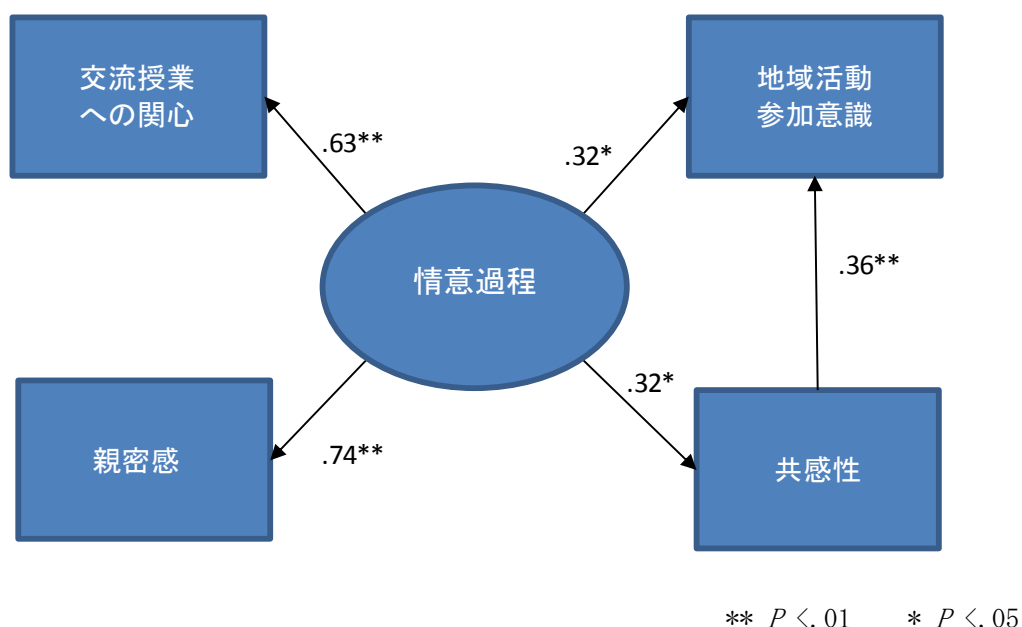 交流授業
への関心
地域活動
参加意識
.63**
.32*
情意過程
.36**
.32*
.74**
親密感
共感性
** P <.01 * P <.05